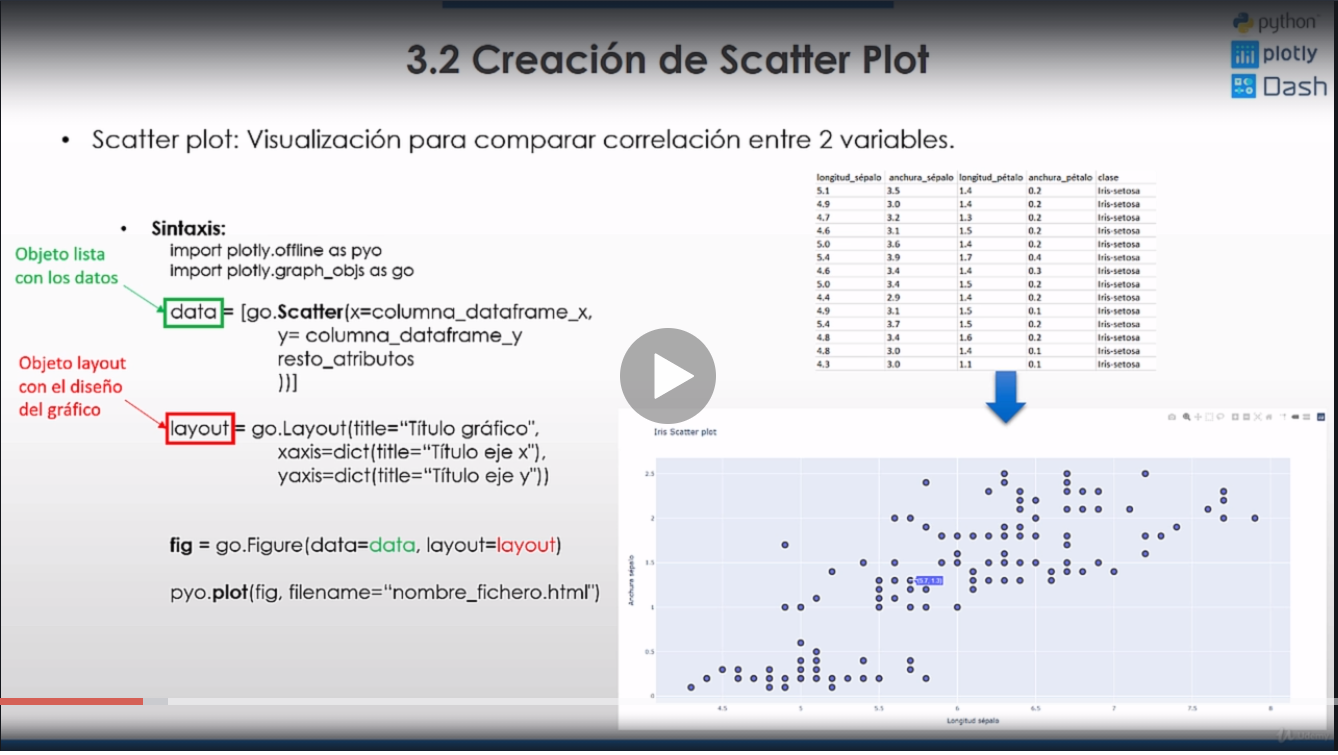 python
plotly
Dash
3.2 Creación de Scatter Plot
• Scatter plot: Visualización para comparar correlación entre 2 variables.
longitud_sépalo anchura_sépalo longitud_pétalo anchura_pétalo clase
5.1 3.5 1.4 0.2 Iris-setosa
4.9 3.0 1.4 0.2 Iris-setosa
4.7 3.2 1.3 0.2 Iris-setosa
4.6 3.1 1.5 0.2 Iris-setosa
5.0 3.6 1.4 0.2 Iris-setosa
5.4 3.9 1.7 0.4 Iris-setosa
4.6 3.4 1.4 0.3 Iris-setosa
5.0 3.4 1.5 0.2 Iris-setosa
4.4 2.9 1.4 0.2 Iris-setosa
4.9 3.1 1.5 0.1 Iris-setosa
5.4 3.7 1.5 0.2 Iris-setosa
4.8 3.4 1.6 0.2 Iris-setosa
4.8 3.0 1.4 0.1 Iris-setosa
4.3 3.0 1.1 0.1 Iris-setosa
• Sintaxis:
import plotly.offline as pyo
import plotly.graph_objs as go
Objeto lista
con los datos
data = [go.Scatter(x=columna_dataframe_x,
y= columna_dataframe_y
resto_atributos
))]
Objeto layout
con el diseño
del gráfico
layout = go.Layout(title=“Título gráfico",
xaxis=dict(title=“Título eje x"),
yaxis=dict(title=“Título eje y"))
fig = go.Figure(data=data, layout=layout)
pyo.plot(fig, filename=“nombre_fichero.html")
Iris Scatter plot
2.5
2
1.5
1
0.5
0
Anchura sépalo
(5.7, 1.3)
4.5 5 5.5 6 6.5 7 7.5 8
Longitud sépalo
Udemy